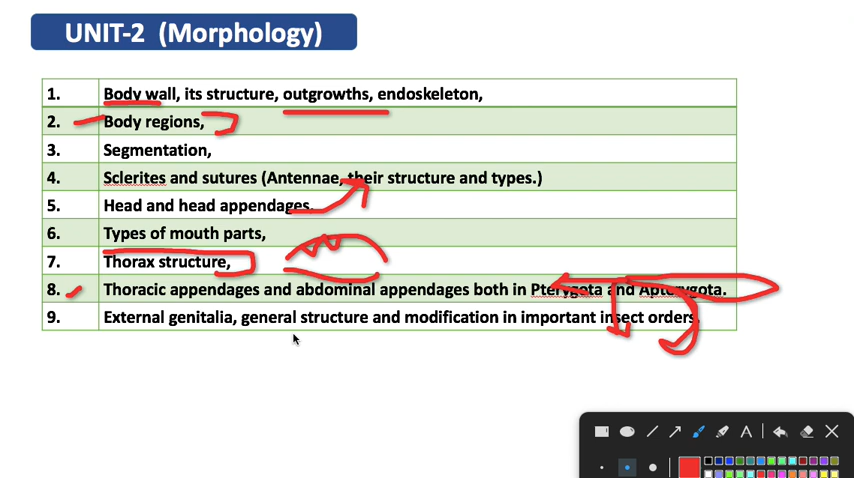 UNIT-2 (Morphology)
1. Body wall, its structure, outgrowths, endoskeleton,
2. Body regions,
3. Segmentation,
4. Sclerites and sutures (Antennae, their structure and types.)
5. Head and head appendages.
6. Types of mouth parts,
7. Thorax structure,
8. Thoracic appendages and abdominal appendages both in Pterygota and Apterygota.
9. External genitalia, general structure and modification in important insect orders.
A